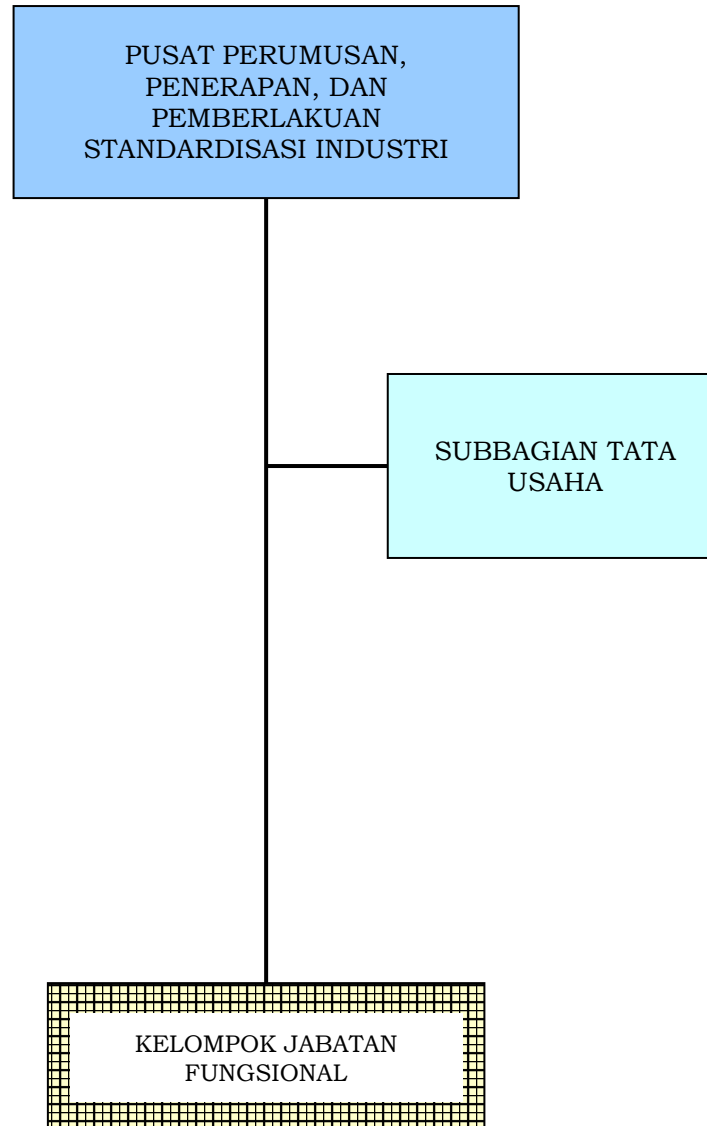 PUSAT PERUMUSAN,
PENERAPAN, DAN
PEMBERLAKUAN
STANDARDISASI INDUSTRI
SUBBAGIAN TATA
USAHA
KELOMPOK JABATAN
FUNGSIONAL